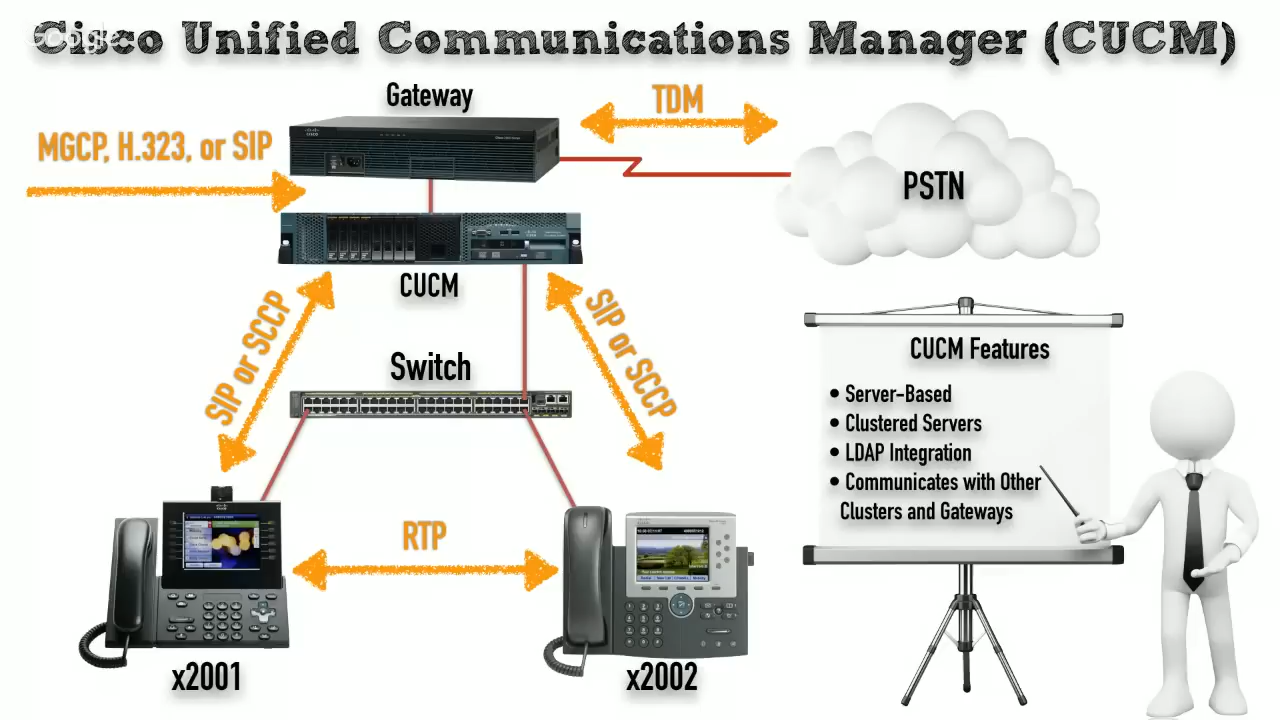 Cisco Unified Communications Manager (CUCM)
Google
Gateway
TDM
MGCP, H.323, or SIP
PSTN
CUCM
SIP or SCCP
SIP or SCCP
Switch
CUCM Features
• Server-Based
• Clustered Servers
• LDAP Integration
• Communicates with Other
Clusters and Gateways
RTP
x2001
x2002